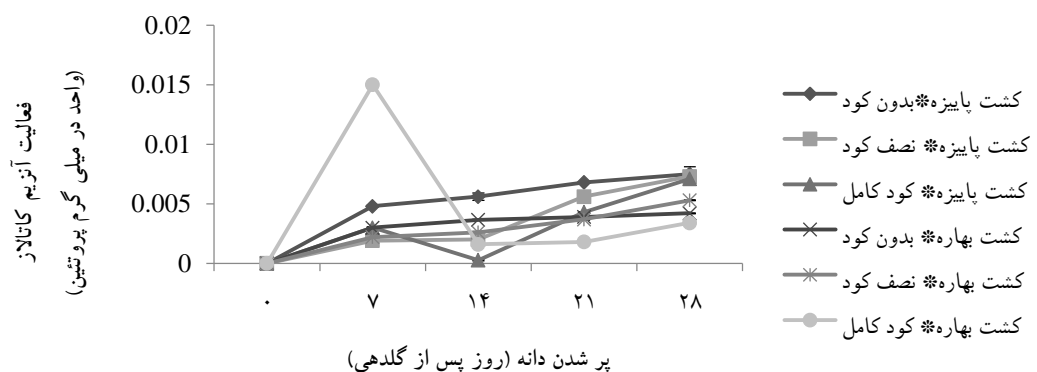 0.02
0.015
0.01
0.005
0
فعالیت آنزیم کاتالاز
(واحد در میلی گرم پروتئین)
۰ ۷ ۱۴ ۲۱ ۲۸
پر شدن دانه (روز پس از گلدهی)
کشت پاییزه*بدون کود
کشت پاییزه* نصف کود
کشت پاییزه* کود کامل
کشت بهاره* بدون کود
کشت بهاره* نصف کود
کشت بهاره* کود کامل